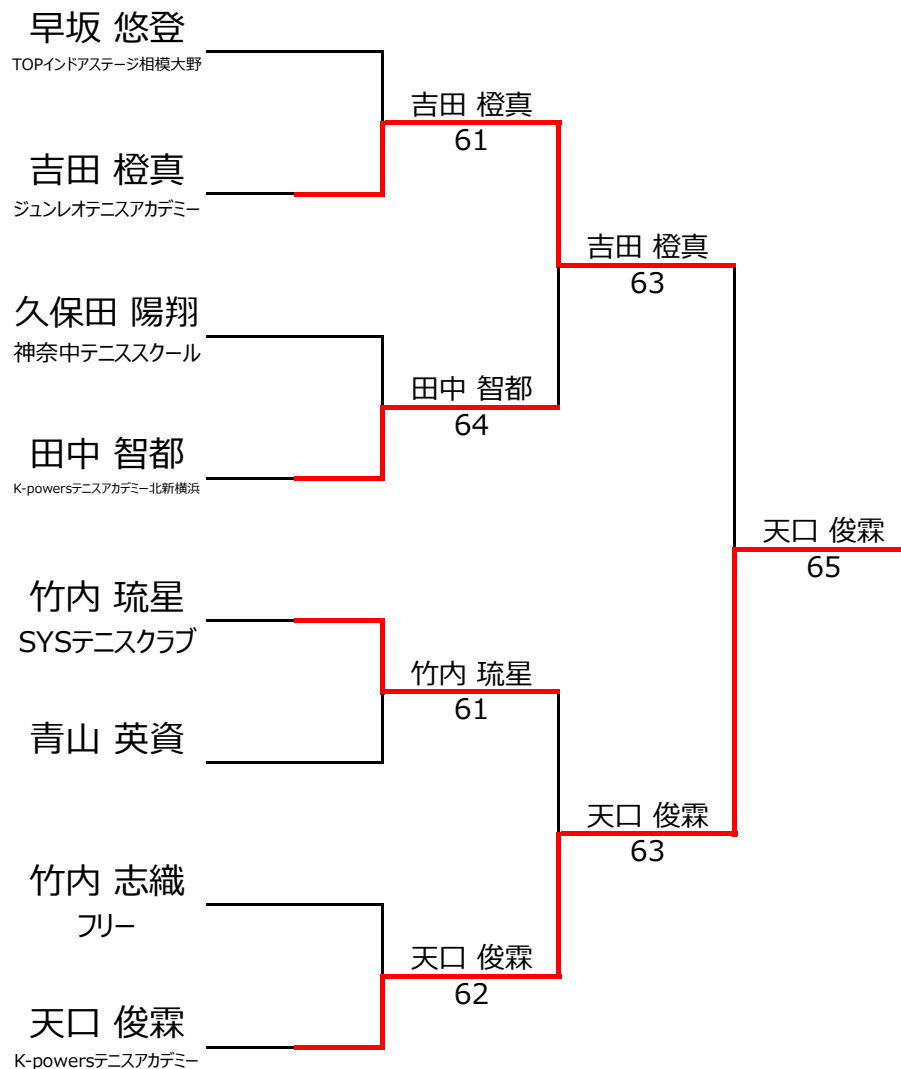 早坂 悠登
TOPインドアステージ相模大野
吉田 橙真
61
吉田 橙真
ジュンレオテニスアカデミー
吉田 橙真
63
久保田 陽翔
神奈中テニススクール
田中 智都
64
田中 智都
K-powersテニスアカデミー北新横浜
天口 俊霖
65
竹内 琉星
SYSテニスクラブ
竹内 琉星
61
青山 英資
天口 俊霖
63
竹内 志織
フリー
天口 俊霖
62
天口 俊霖
K-powersテニスアカデミー